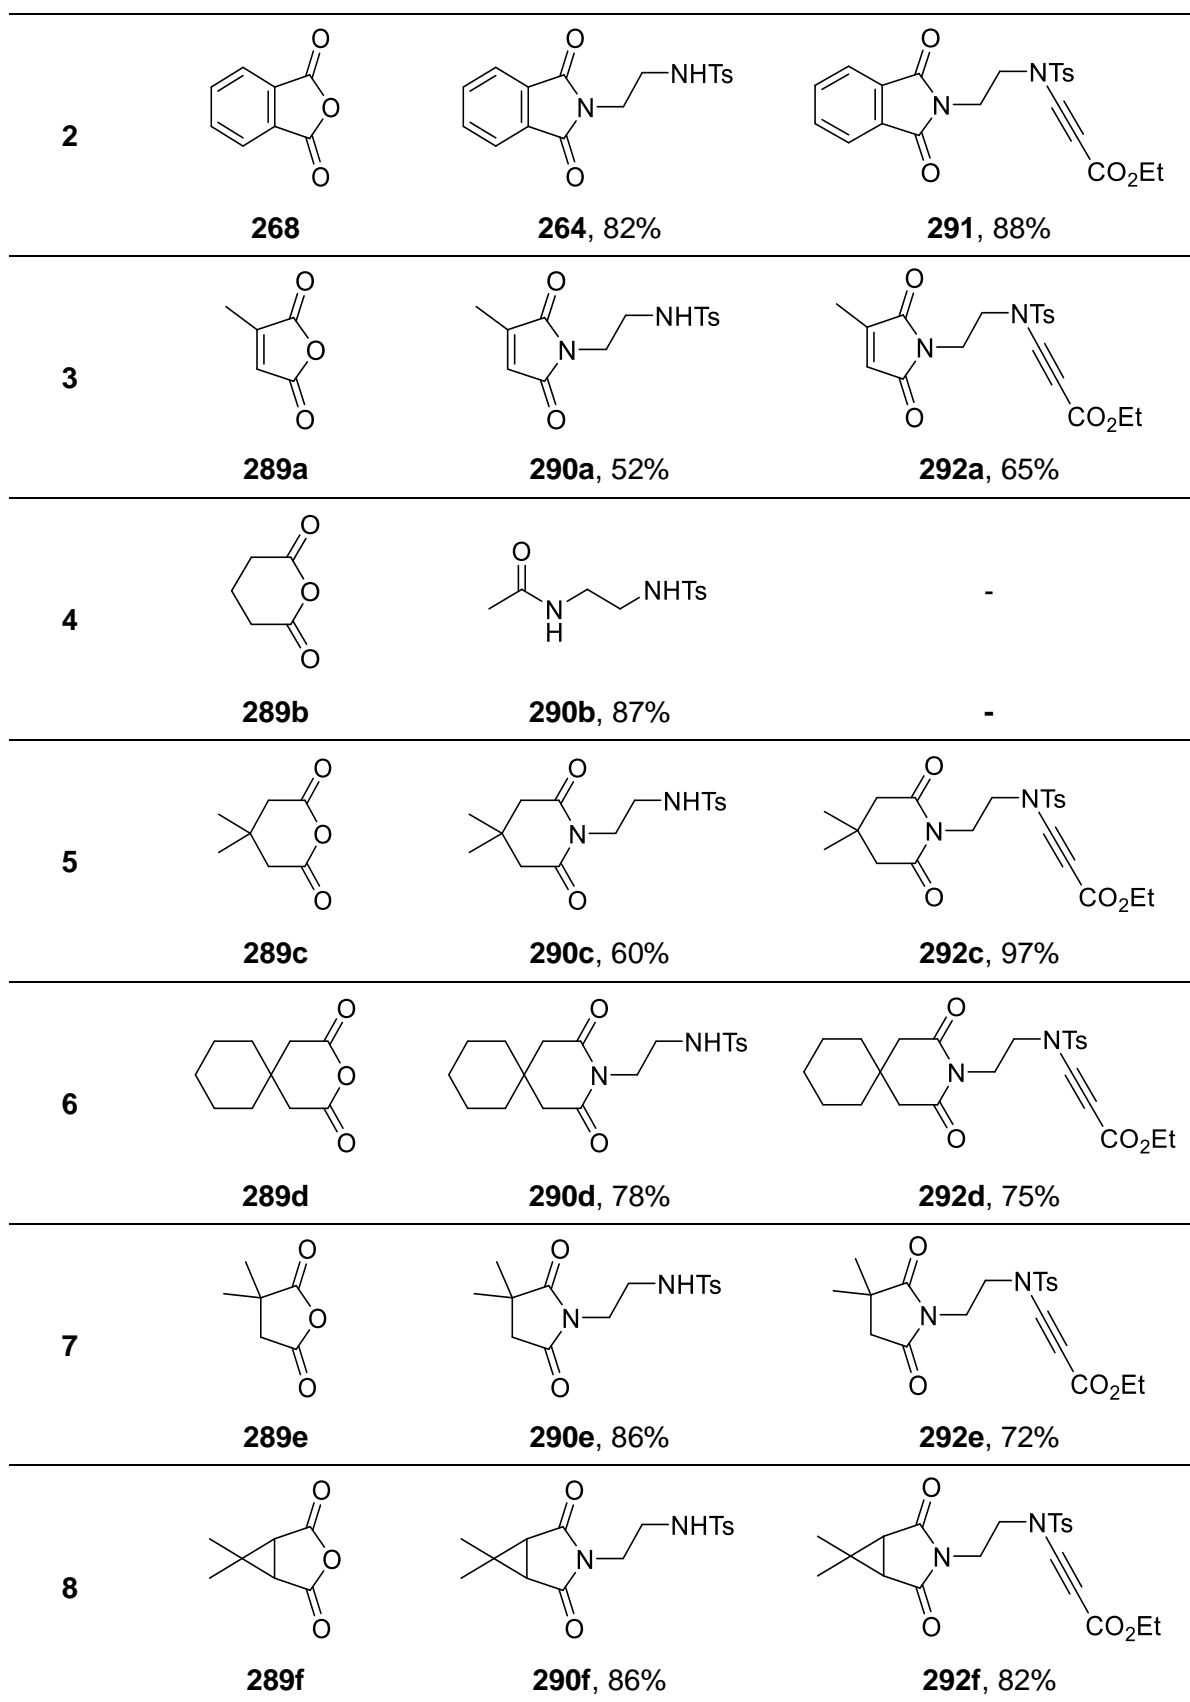 O O NHTs O NTs
2 O N N
O O O CO₂Et
268 264, 82% 291, 88%
O O NHTs O NTs
3 O N N
O O O CO₂Et
289a 290a, 52% 292a, 65%
O O NHTs -
4 O N
O H
289b 290b, 87% -
O O NHTs O NTs
5 O N N
O O O CO₂Et
289c 290c, 60% 292c, 97%
O O NHTs O NTs
6 O N N
O O O CO₂Et
289d 290d, 78% 292d, 75%
O O NHTs O NTs
7 O N N
O O O CO₂Et
289e 290e, 86% 292e, 72%
O O NHTs O NTs
8 O N N
O O O CO₂Et
289f 290f, 86% 292f, 82%